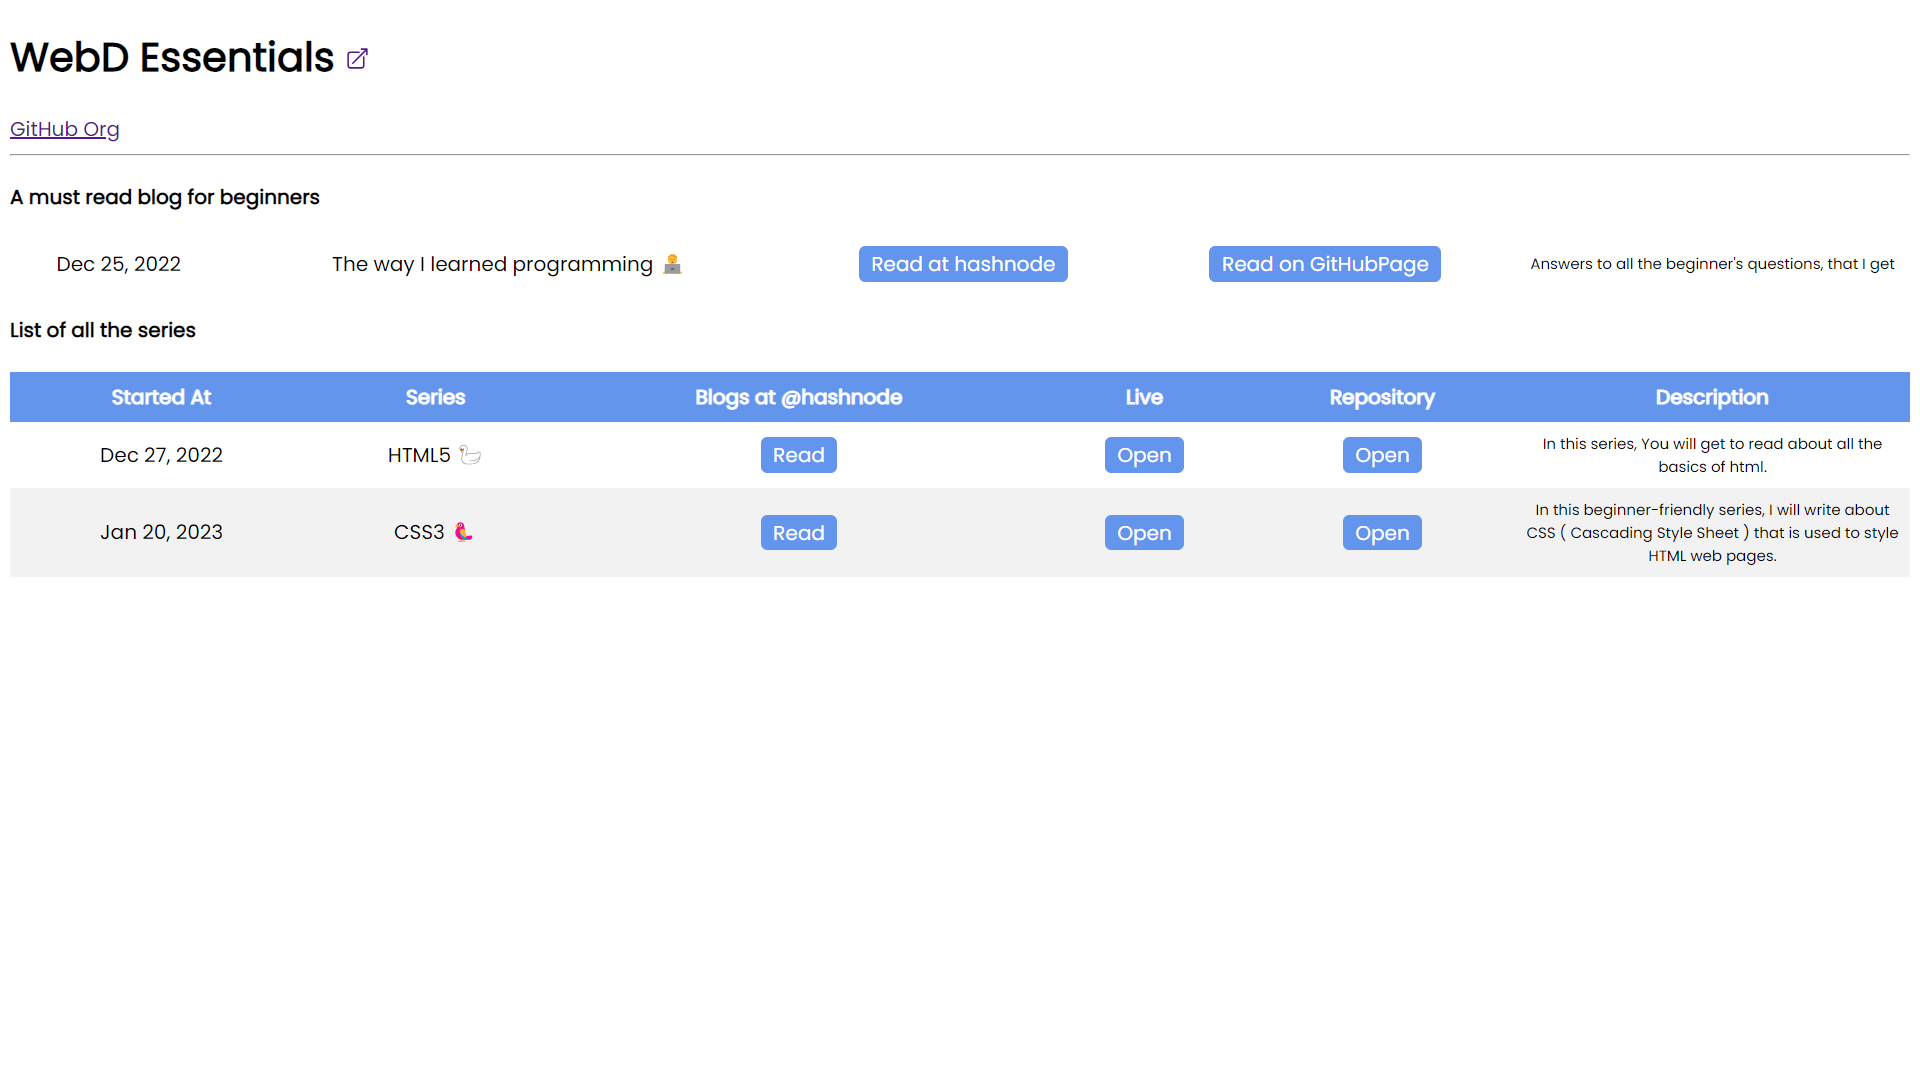 WebD Essentials
GitHub Org
A must read blog for beginners
Dec 25, 2022 The way I learned programming 🧑‍💻 Read at hashnode Read on GitHubPage Answers to all the beginner's questions, that I get
List of all the series
Started At Series Blogs at @hashnode Live Repository Description
Dec 27, 2022 HTML5 🦢 Read Open Open In this series, You will get to read about all the
basics of html.
Jan 20, 2023 CSS3 🦜 Read Open Open In this beginner-friendly series, I will write about
CSS ( Cascading Style Sheet ) that is used to style
HTML web pages.